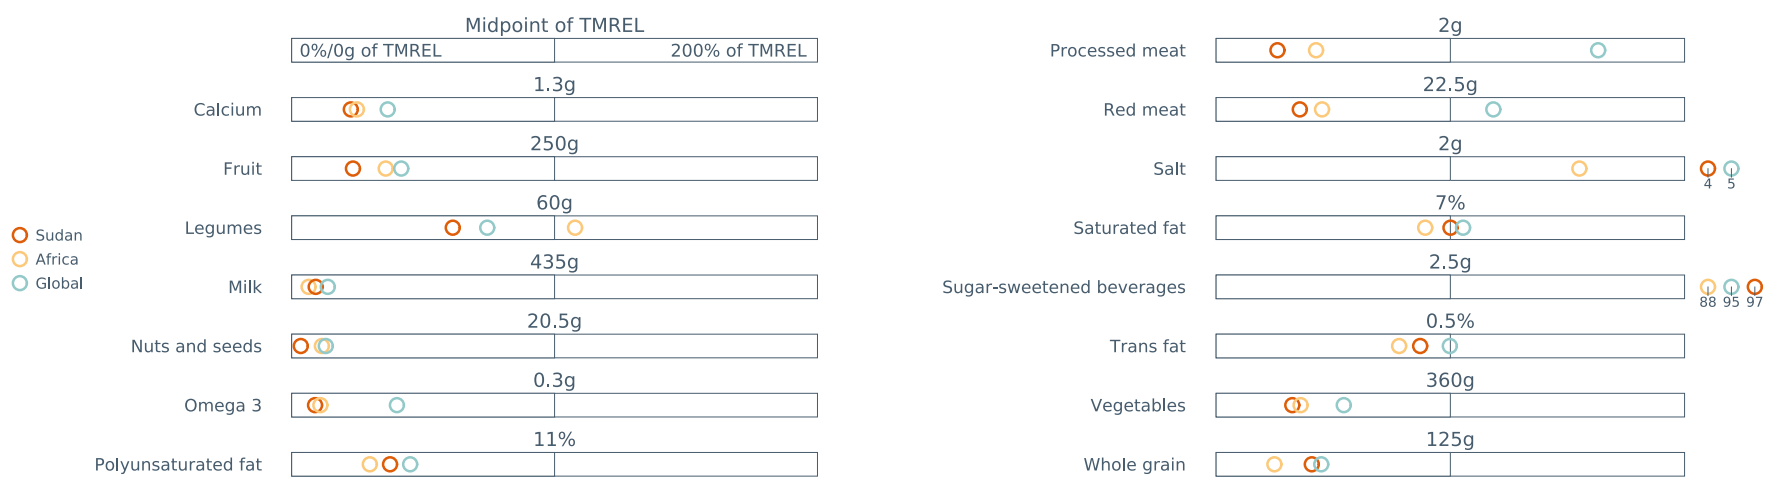 Midpoint of TMREL
0%/0g of TMREL 200% of TMREL
1.3g
Calcium
250g
Fruit
60g
Legumes
435g
Milk
20.5g
Nuts and seeds
0.3g
Omega 3
11%
Polyunsaturated fat
Sudan
Africa
Global
2g
Processed meat
22.5g
Red meat
2g
Salt
4 5
7%
Saturated fat
2.5g
Sugar-sweetened beverages
88 95 97
0.5%
Trans fat
360g
Vegetables
125g
Whole grain